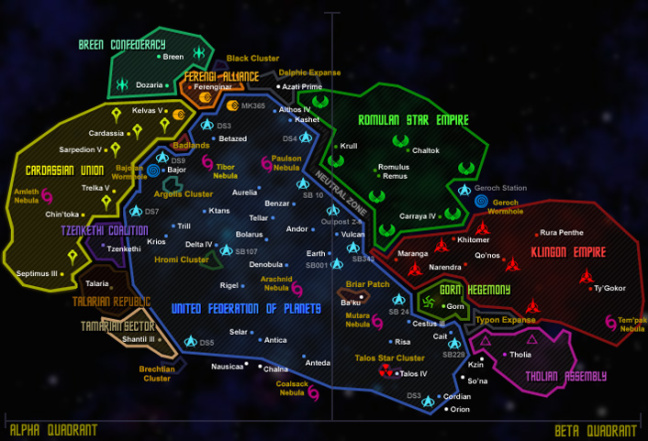 BREEN CONFEDERACY
Breen
Dozaria
Black Cluster
FERENGI ALLIANCE
Ferenginar
Delphic Expanse
Azati Prime
MK365
Althos IV
Kashet
Kelvas V
DS3
DS4
Betazed
Cardassia
Badlands
Sarpedion V
DS9
Bajor
Bajoran
Wormhole
Tibor
Nebula
Paulson
Nebula
CARDASSIAN UNION
Trelka V
Amleth
Nebula
Argolis Cluster
Aurelia
SB 10
NEUTRAL ZONE
ROMULAN STAR EMPIRE
Krull
Chaltok
Romulus
Remus
Geroch Station
Geroch
Wormhole
Carraya IV
Chin'toka
DS7
Ktans
Benzar
Tellar
Outpost 2-6
TZENKETHI COALITION
Tzenkethi
Trill
Krios
Bolarus
Andor
Vulcan
Delta IV
SB107
Earth
SB001
SB343
Hromi Cluster
Denobula
Septimus III
Talaria
TALARIAN REPUBLIC
Rigel
Arachnid
Nebula
Khitomer
Rura Penthe
KLINGON EMPIRE
Maranga
Qo'nos
Narendra
Ty'Gokor
Briar Patch
Ba'ku
GORN HEGEMONY
Gorn
UNITED FEDERATION OF PLANETS
TAMARIAN SECTOR
Shantil III
Mutara
Nebula
SB 24
Cestus III
Typon Expanse
Tom'pek
Nebula
Selar
Antica
DS5
Risa
Cait
SB229
Tholia
THOLIAN ASSEMBLY
Talos Star Cluster
Talos IV
Anteda
Nausicaa
Chalna
Brechtian
Cluster
Coalsack
Nebula
Kzin
So'na
DS3
Cordian
Orion
ALPHA QUADRANT
BETA QUADRANT